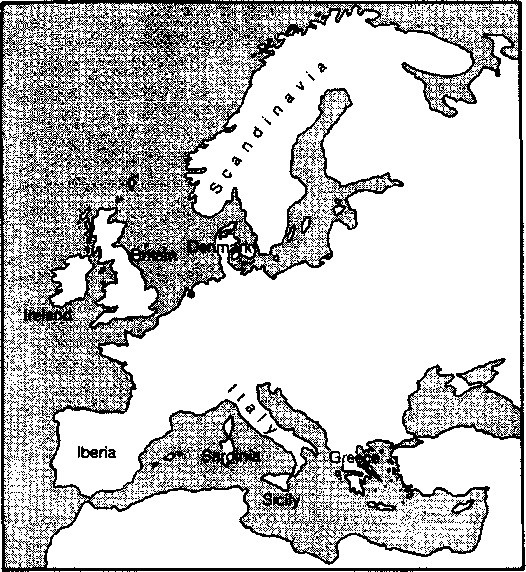 Scandinavia
Denmark
Britain
Ireland
Italy
Iberia
Sardinia
Greece
Sicily